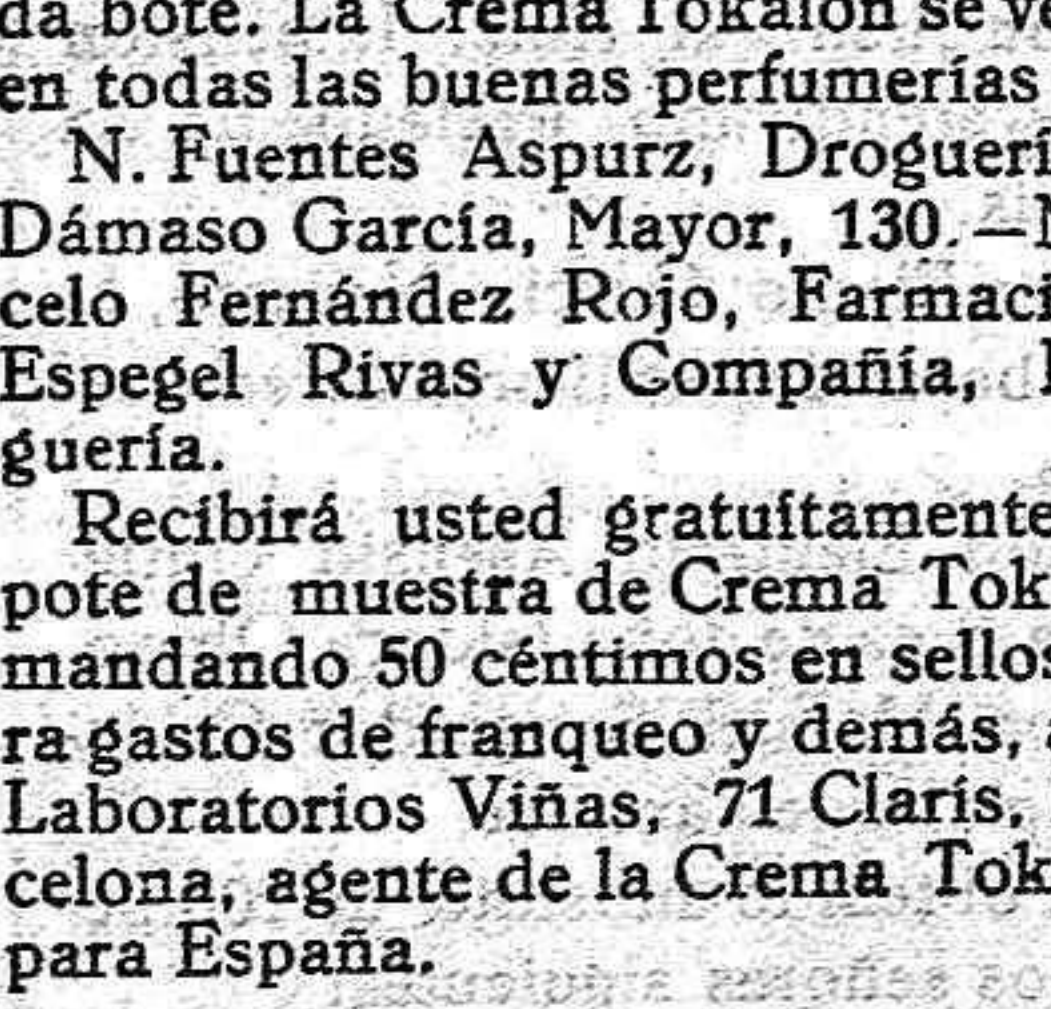 da bote. La Crema Tokalon se ve
en todas las buenas perfumerías
N. Fuentes Aspurz, Droguerí
Dámaso García, Mayor, 130.—
celo Fernández Rojo, Farmaci
Espegel Rivas y Compañía,
guería.
Recibirá usted gratuitamente
pote de muestra de Crema Tok
mandando 50 céntimos en sellos
ra gastos de franqueo y demás,
Laboratorios Viñas, 71 Claris,
celona, agente de la Crema Tok
para España.